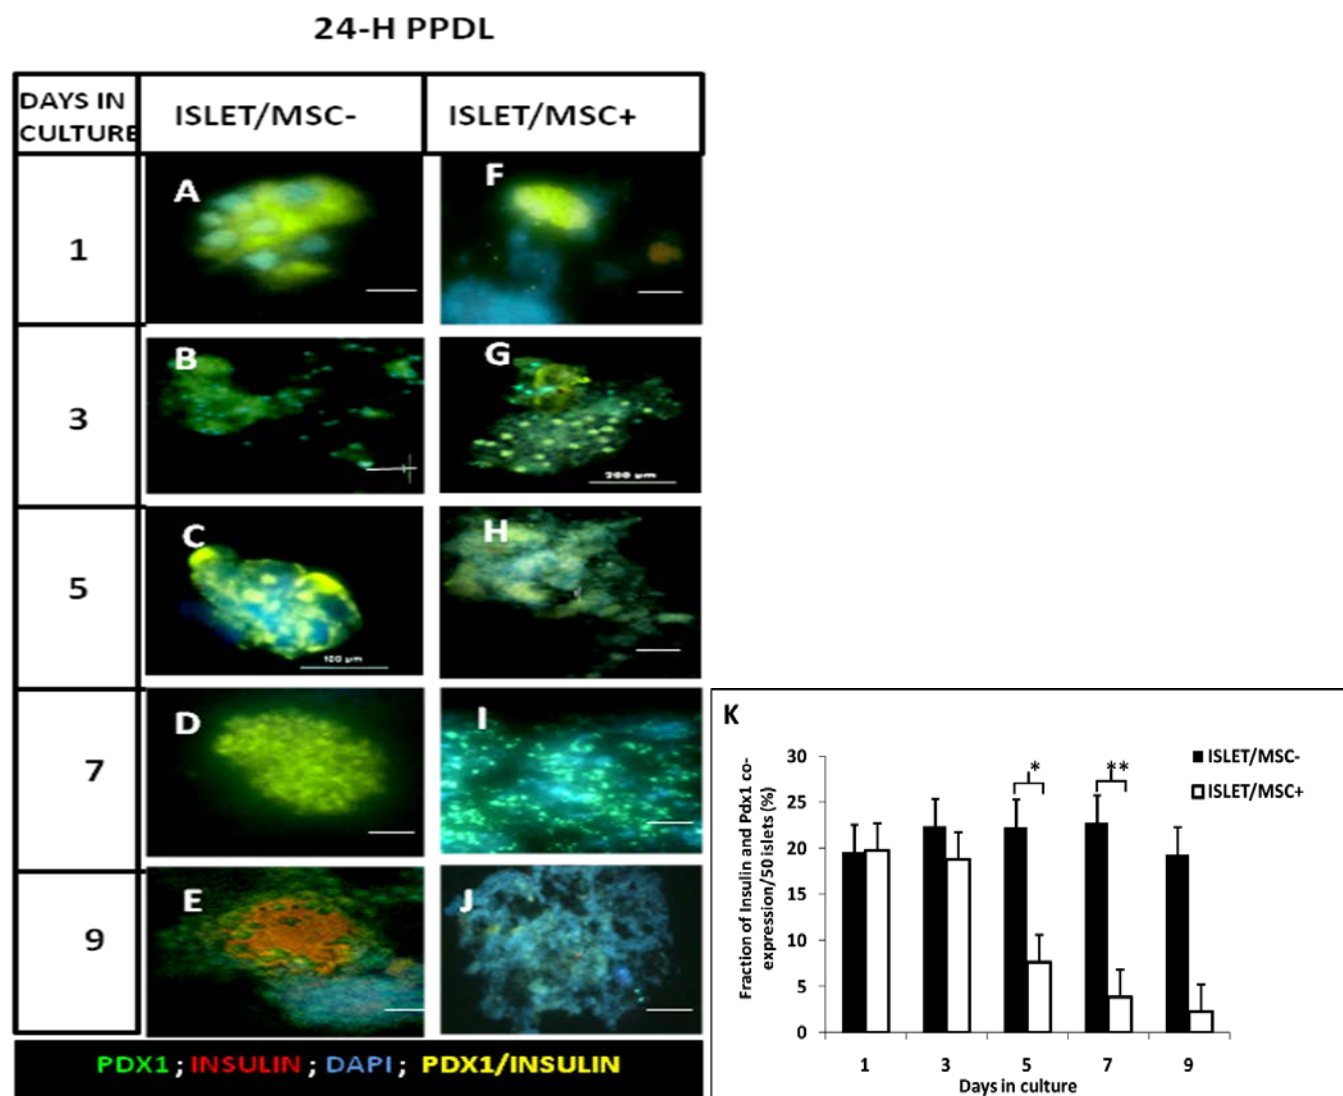 24-H PPDL
DAYS IN
CULTURE
ISLET/MSC-
ISLET/MSC+
1
A
F
3
B
G
200 µm
5
C
H
100 µm
7
D
I
9
E
J
PDX1 ; INSULIN ; DAPI ; PDX1/INSULIN
K
Fraction of Insulin and Pdx1 co-
expression/50 islets (%)
30
25
20
15
10
5
0
*
**
ISLET/MSC-
ISLET/MSC+
1 3 5 7 9
Days in culture